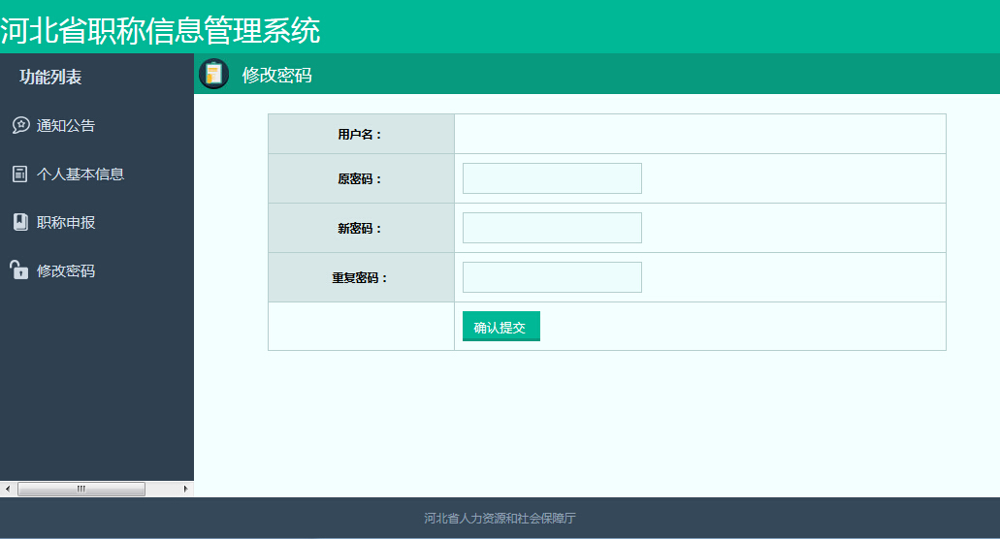 河北省职称信息管理系统
功能列表
通知公告
个人基本信息
职称申报
修改密码
修改密码
用户名：
原密码：
新密码：
重复密码：
确认提交
河北省人力资源和社会保障厅